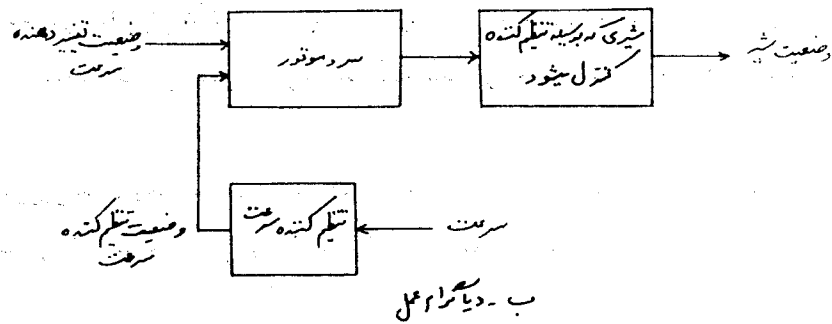 وضعیت تغییر دهنده
سرعت
سروموتور
شیری که بوسیله تنظیم کننده
کنترل میشود
وضعیت شیر
وضعیت تنظیم کننده
سرعت
تنظیم کننده سرعت
سرعت
ب - دیاگرام عمل